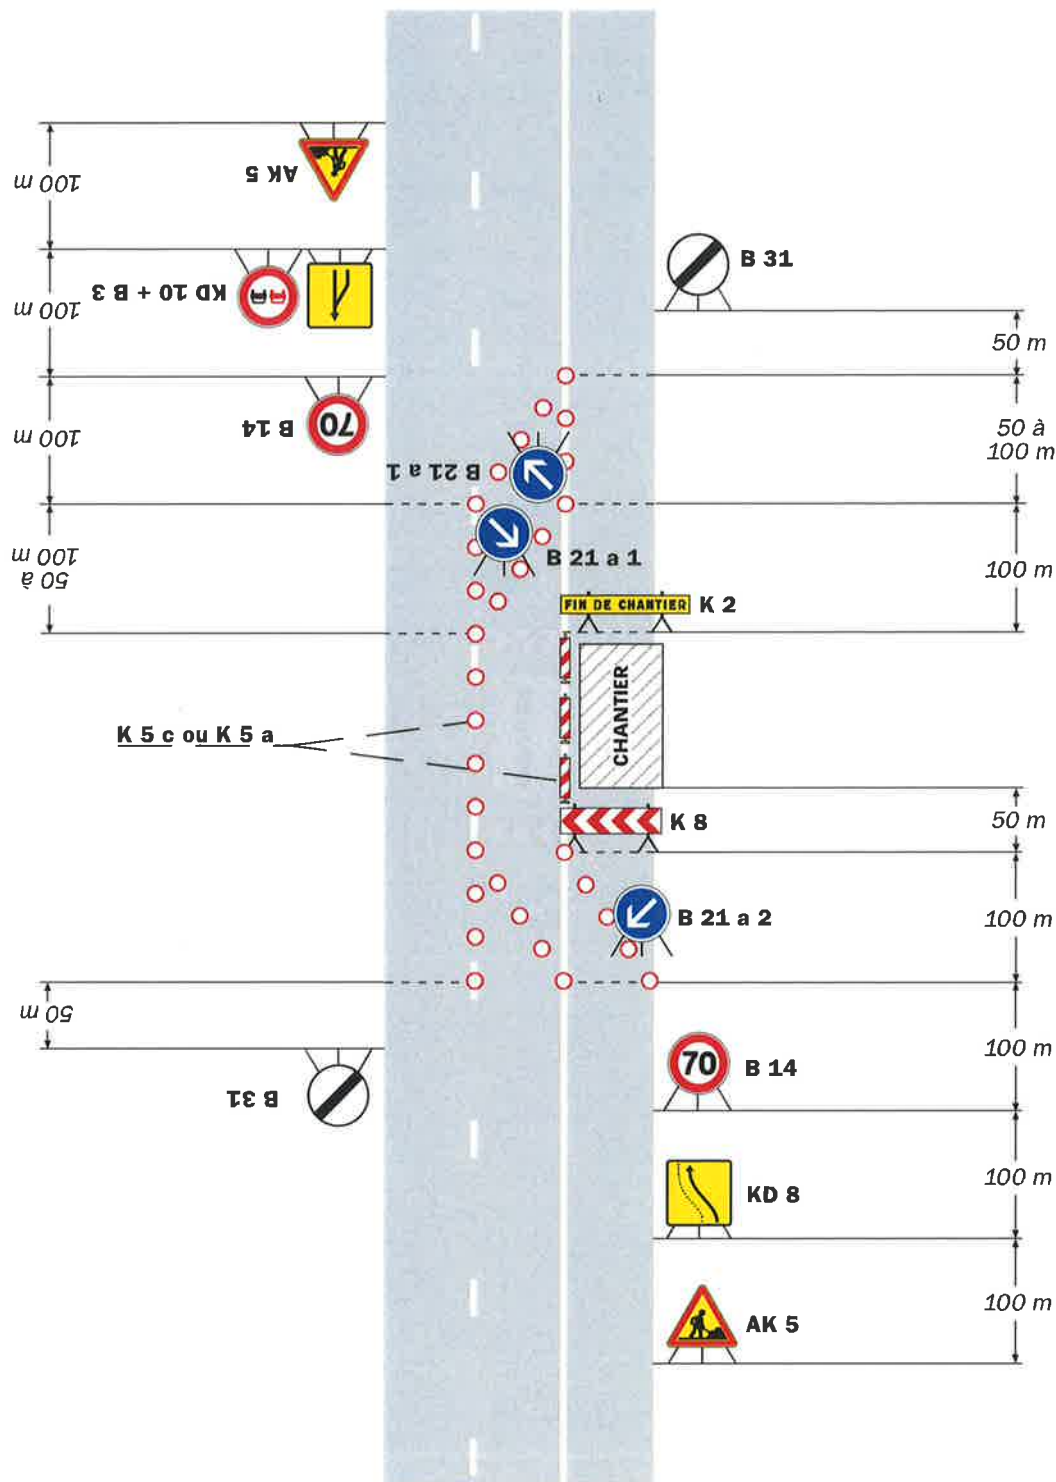 AK 5
100 m
KD 10 + B 3
100 m
B 14
70
100 m
B 21 a 1
50 à
100 m
B 31
50 m
50 à
100 m
B 21 a 1
100 m
FIN DE CHANTIER
K 2
CHANTIER
K 5 c ou K 5 a
50 m
K 8
B 21 a 2
100 m
50 m
B 31
70
B 14
100 m
KD 8
100 m
AK 5
100 m